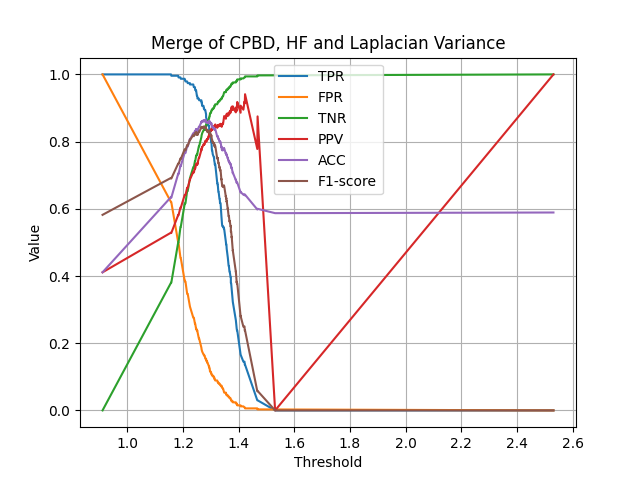 Merge of CPBD, HF and Laplacian Variance
TPR
FPR
TNR
PPV
ACC
F1-score
Value
1.0
0.8
0.6
0.4
0.2
0.0
1.0 1.2 1.4 1.6 1.8 2.0 2.2 2.4 2.6
Threshold